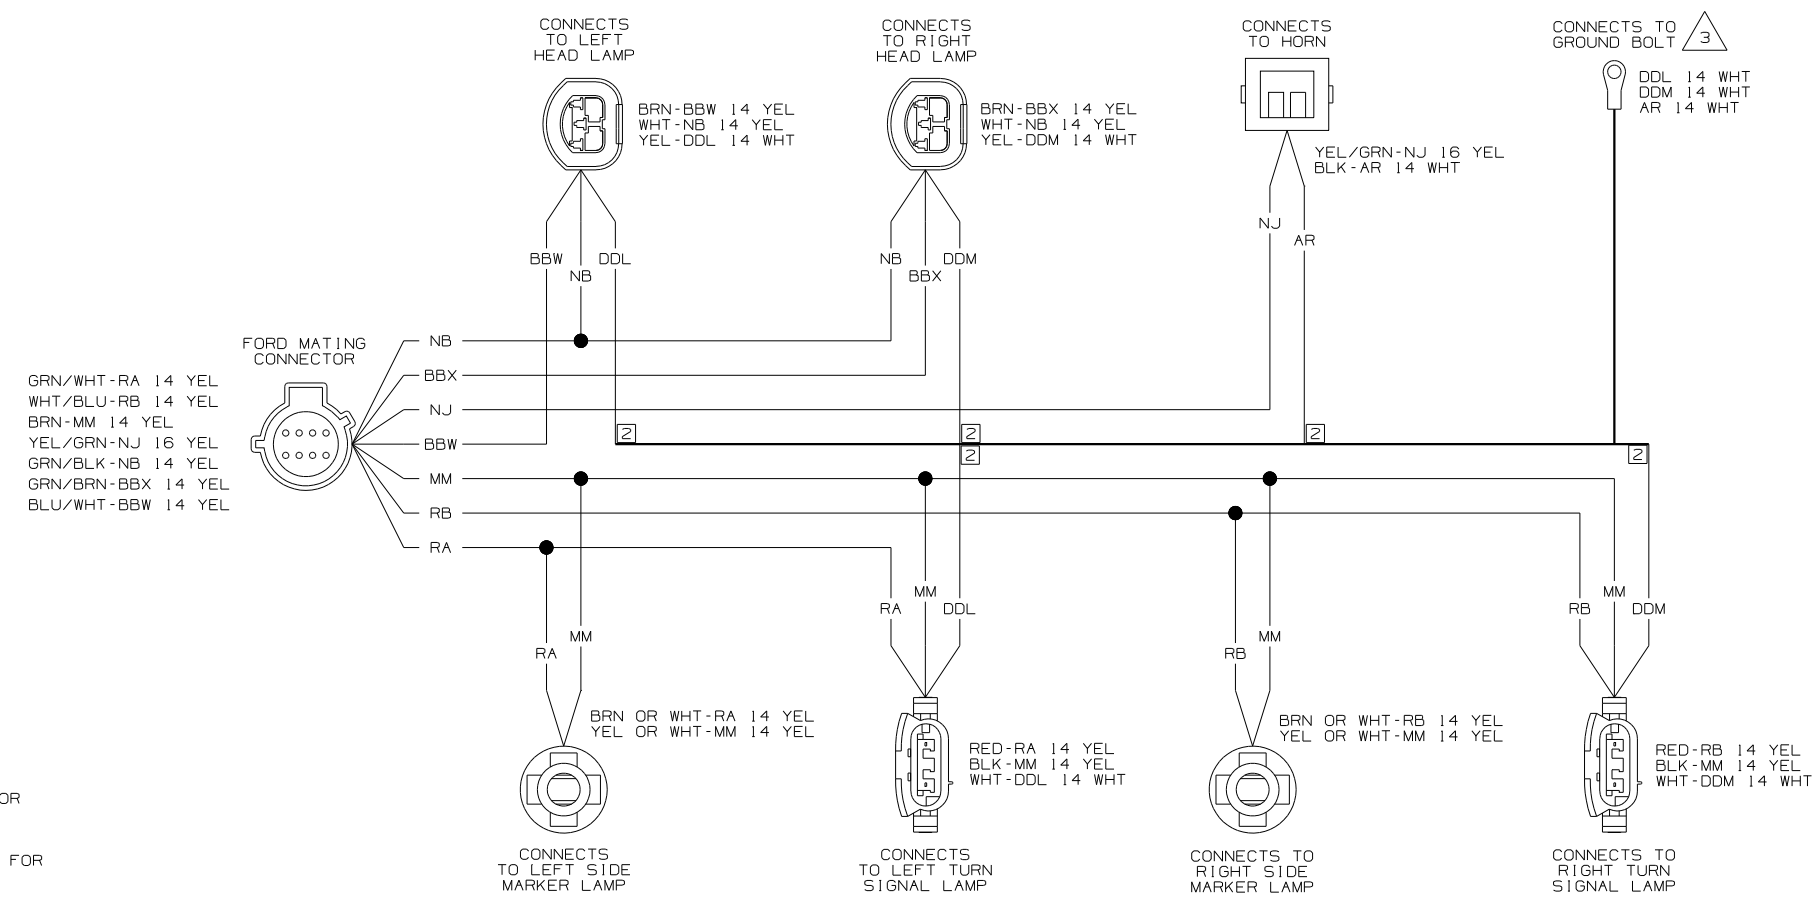 CONNECTS
TO LEFT
HEAD LAMP
BRN-BBW 14 YEL
WHT-NB 14 YEL
YEL-DDL 14 WHT
CONNECTS
TO RIGHT
HEAD LAMP
BRN-BBX 14 YEL
WHT-NB 14 YEL
YEL-DDM 14 WHT
CONNECTS
TO HORN
YEL/GRN-NJ 16 YEL
BLK-AR 14 WHT
CONNECTS TO
GROUND BOLT
3
DDL 14 WHT
DDM 14 WHT
AR 14 WHT
BBW
NB
DDL
NB
BBX
DDM
NJ
AR
FORD MATING
CONNECTOR
GRN/WHT-RA 14 YEL
WHT/BLU-RB 14 YEL
BRN-MM 14 YEL
YEL/GRN-NJ 16 YEL
GRN/BLK-NB 14 YEL
GRN/BRN-BBX 14 YEL
BLU/WHT-BBW 14 YEL
NB
BBX
NJ
BBW
MM
RB
RA
2
2
2
2
2
RA
MM
RA
MM
DDL
RB
MM
RB
MM
DDM
BRN OR WHT-RA 14 YEL
YEL OR WHT-MM 14 YEL
CONNECTS
TO LEFT SIDE
MARKER LAMP
RED-RA 14 YEL
BLK-MM 14 YEL
WHT-DDL 14 WHT
CONNECTS
TO LEFT TURN
SIGNAL LAMP
BRN OR WHT-RB 14 YEL
YEL OR WHT-MM 14 YEL
CONNECTS TO
RIGHT SIDE
MARKER LAMP
RED-RB 14 YEL
BLK-MM 14 YEL
WHT-DDM 14 WHT
CONNECTS TO
RIGHT TURN
SIGNAL LAMP
OR
FOR